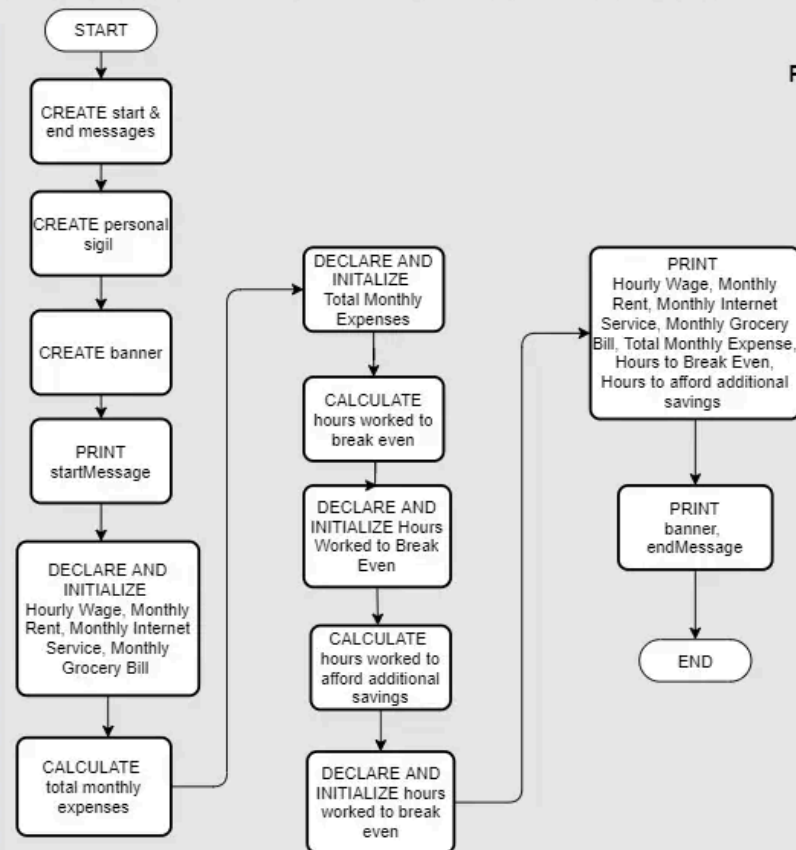 START
CREATE start &
end messages
CREATE personal
sigil
CREATE banner
PRINT
startMessage
DECLARE AND
INITIALIZE
Hourly Wage, Monthly
Rent, Monthly Internet
Service, Monthly
Grocery Bill
CALCULATE
total monthly
expenses
DECLARE AND
INITALIZE
Total Monthly
Expenses
CALCULATE
hours worked to
break even
DECLARE AND
INITIALIZE Hours
Worked to Break
Even
CALCULATE
hours worked to
afford additional
savings
DECLARE AND
INITIALIZE hours
worked to break
even
PRINT
Hourly Wage, Monthly
Rent, Monthly Internet
Service, Monthly Grocery
Bill, Total Monthly Expense,
Hours to Break Even,
Hours to afford additional
savings
PRINT
banner,
endMessage
END